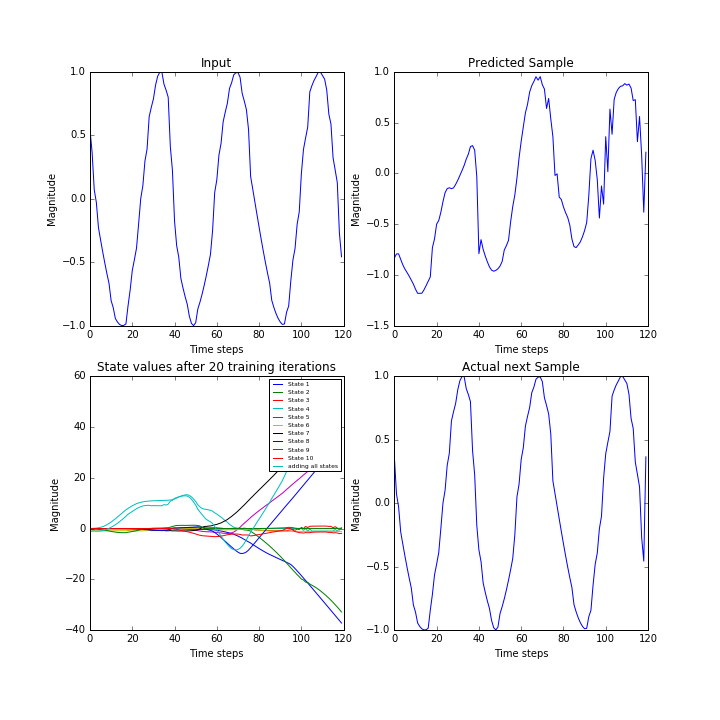 Input
Magnitude
1.0
0.5
0.0
−0.5
−1.0
0 20 40 60 80 100 120
Time steps
Predicted Sample
Magnitude
1.0
0.5
0.0
−0.5
−1.0
−1.5
0 20 40 60 80 100 120
Time steps
State values after 20 training iterations
Magnitude
60
40
20
0
−20
−40
0 20 40 60 80 100 120
Time steps
State 1
State 2
State 3
State 4
State 5
State 6
State 7
State 8
State 9
State 10
adding all states
Actual next Sample
Magnitude
1.0
0.5
0.0
−0.5
−1.0
0 20 40 60 80 100 120
Time steps